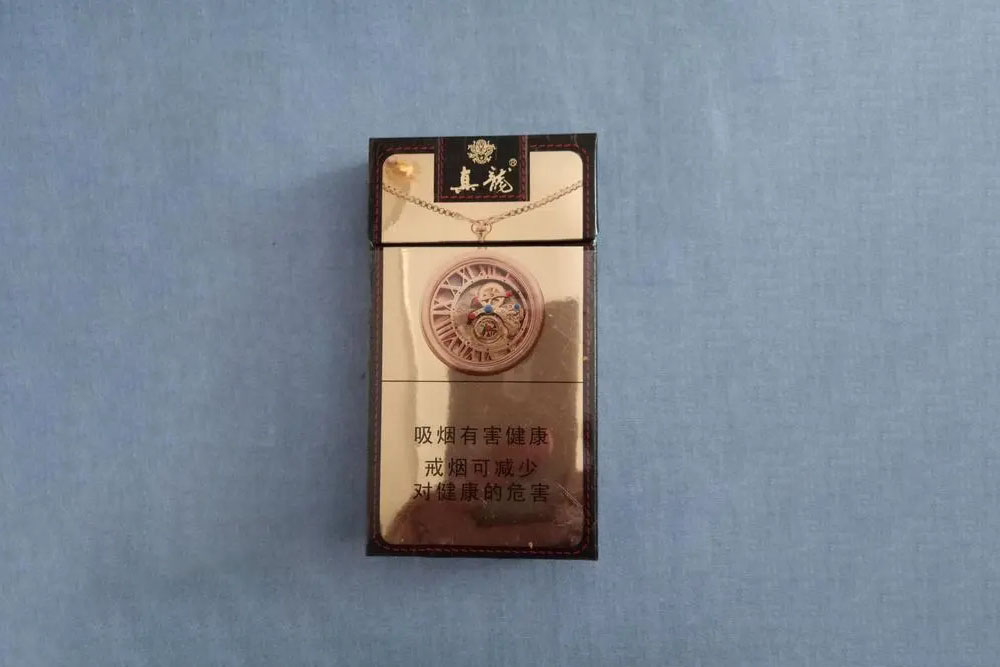 真龍®
吸烟有害健康
戒烟可减少
对健康的危害